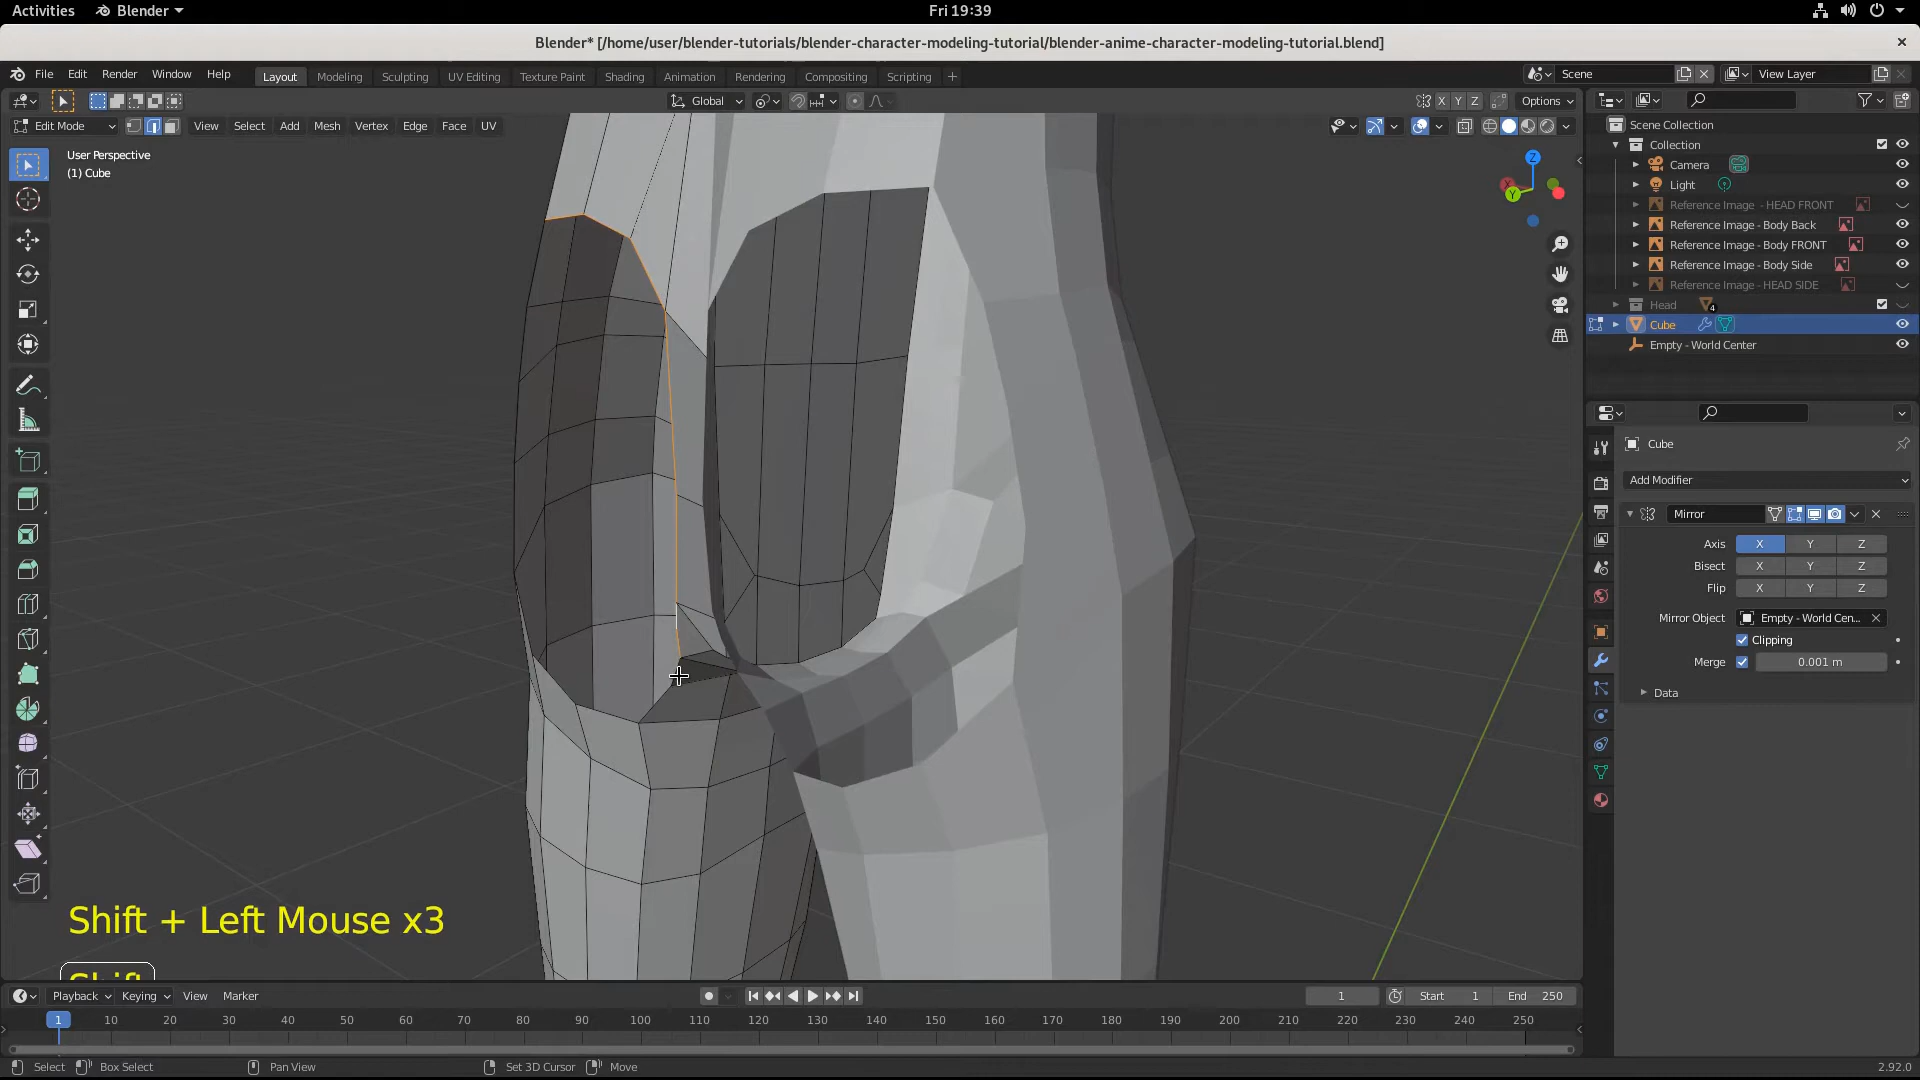 Activities
Blender
Fri 19:39
Blender* [/home/user/blender-tutorials/blender-character-modeling-tutorial/blender-anime-character-modeling-tutorial.blend]
File Edit Render Window Help
Layout Modeling Sculpting UV Editing Texture Paint Shading Animation Rendering Compositing Scripting +
Scene
View Layer
Global
X Y Z
Options
Edit Mode
View Select Add Mesh Vertex Edge Face UV
User Perspective
(1) Cube
Z
X
Y
Scene Collection
Collection
Camera
Light
Reference Image - HEAD FRONT
Reference Image - Body Back
Reference Image - Body FRONT
Reference Image - Body Side
Reference Image - HEAD SIDE
Head 4
Cube
Empty - World Center
Cube
Add Modifier
Mirror
Axis X Y Z
Bisect X Y Z
Flip X Y Z
Mirror Object Empty - World Cen...
Clipping
Merge 0.001 m
Data
Shift + Left Mouse x3
Shift
Playback Keying View Marker
1
Start 1
End 250
1 10 20 30 40 50 60 70 80 90 100 110 120 130 140 150 160 170 180 190 200 210 220 230 240 250
Select Box Select Pan View Set 3D Cursor Move
2.92.0